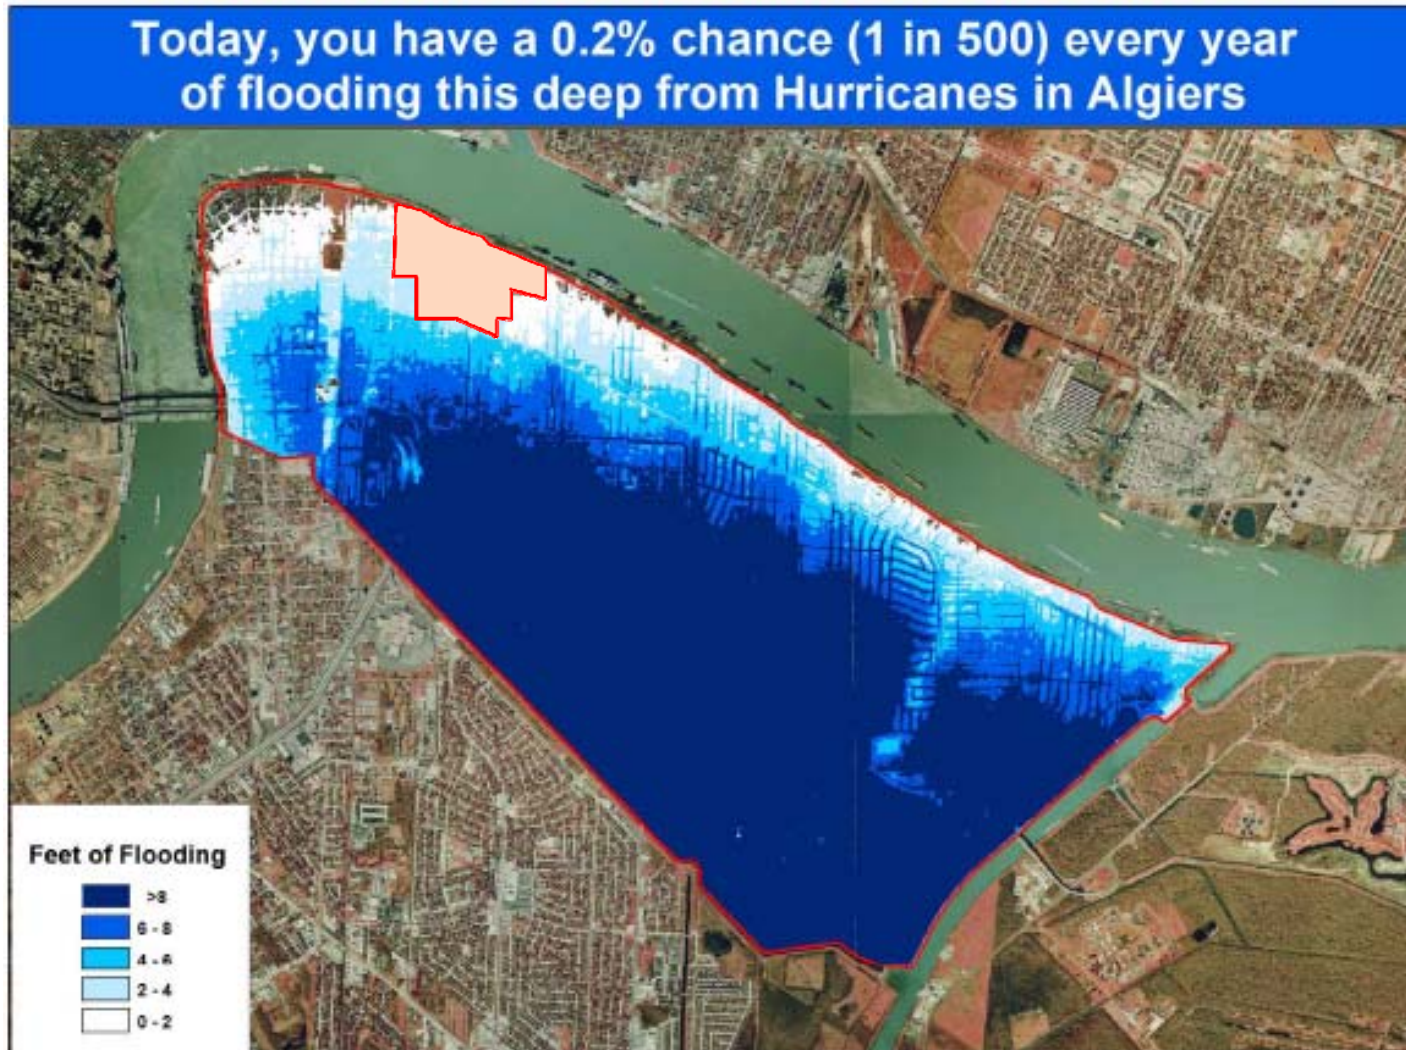 Today, you have a 0.2% chance (1 in 500) every year
of flooding this deep from Hurricanes in Algiers
Feet of Flooding
>8
6 - 8
4 - 6
2 - 4
0 - 2